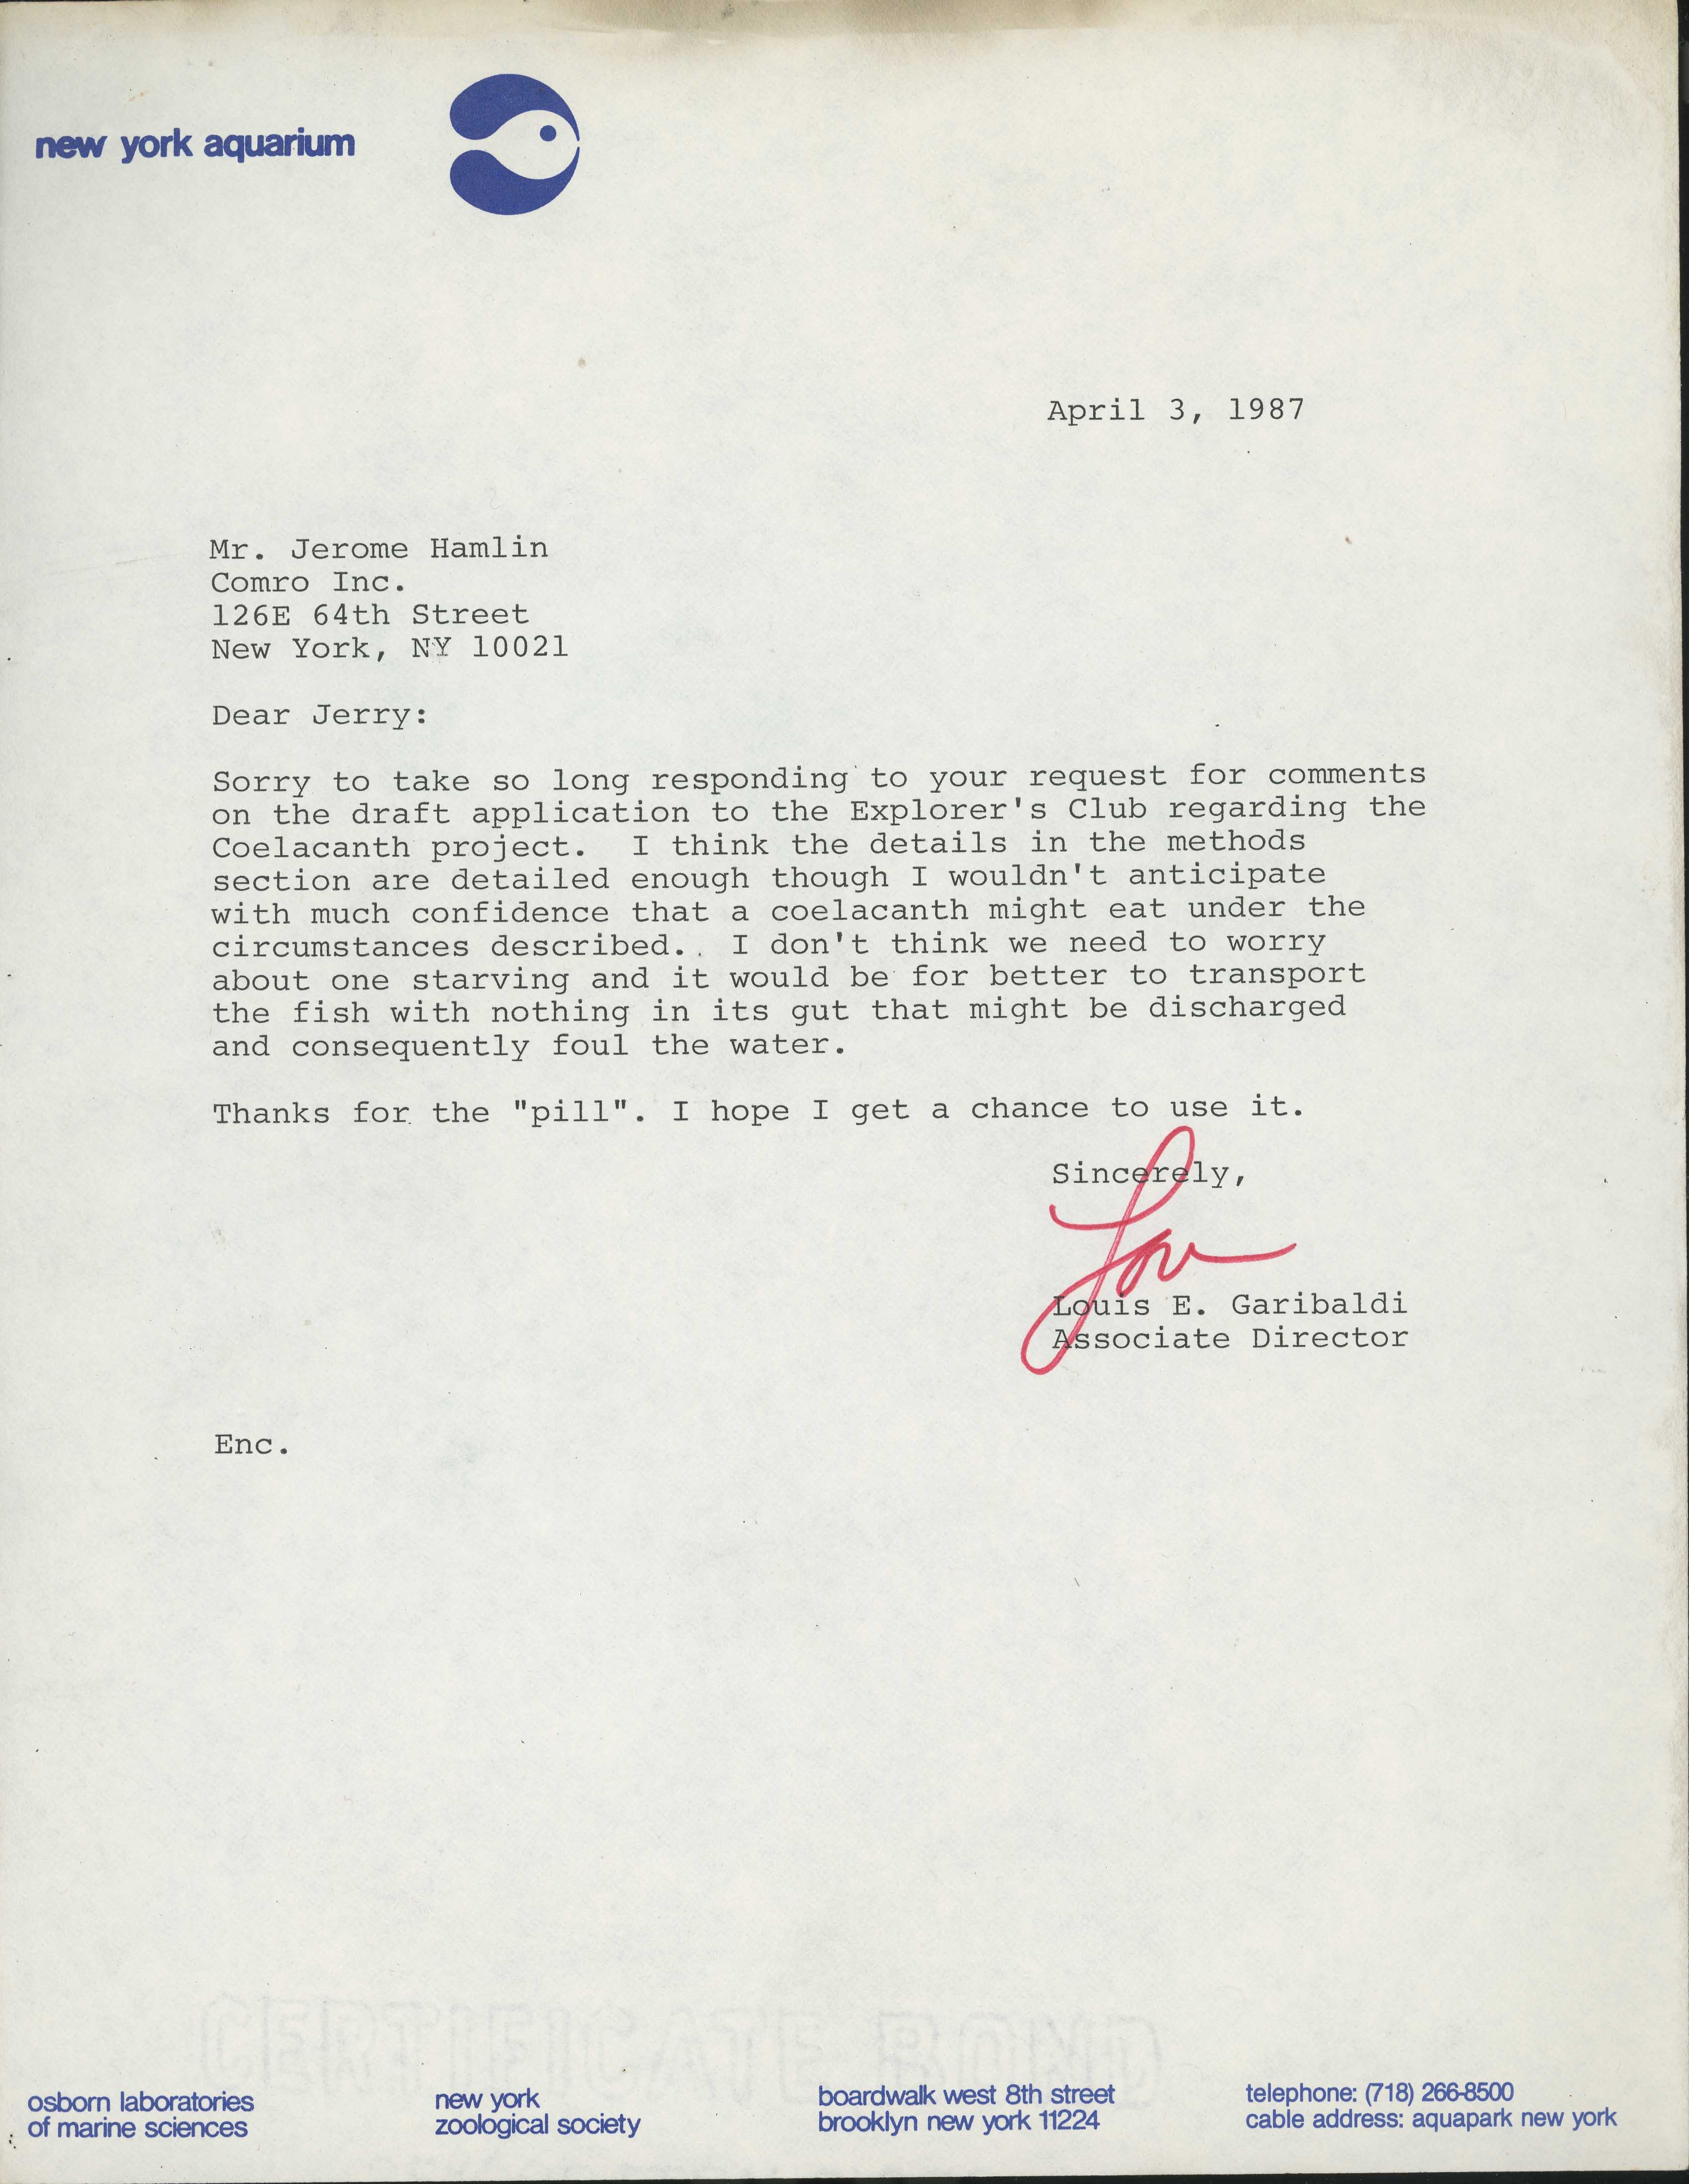 new york aquarium
April 3, 1987
Mr. Jerome Hamlin
Comro Inc.
126E 64th Street
New York, NY 10021
Dear Jerry:
Sorry to take so long responding to your request for comments
on the draft application to the Explorer's Club regarding the
Coelacanth project.  I think the details in the methods
section are detailed enough though I wouldn't anticipate
with much confidence that a coelacanth might eat under the
circumstances described..  I don't think we need to worry
about one starving and it would be for better to transport
the fish with nothing in its gut that might be discharged
and consequently foul the water.
Thanks for the "pill". I hope I get a chance to use it.
Sincerely,
Lou
Louis E. Garibaldi
Associate Director
Enc.
CERTIFICATE BOND
osborn laboratories
of marine sciences
new york
zoological society
boardwalk west 8th street
brooklyn new york 11224
telephone: (718) 266-8500
cable address: aquapark new york